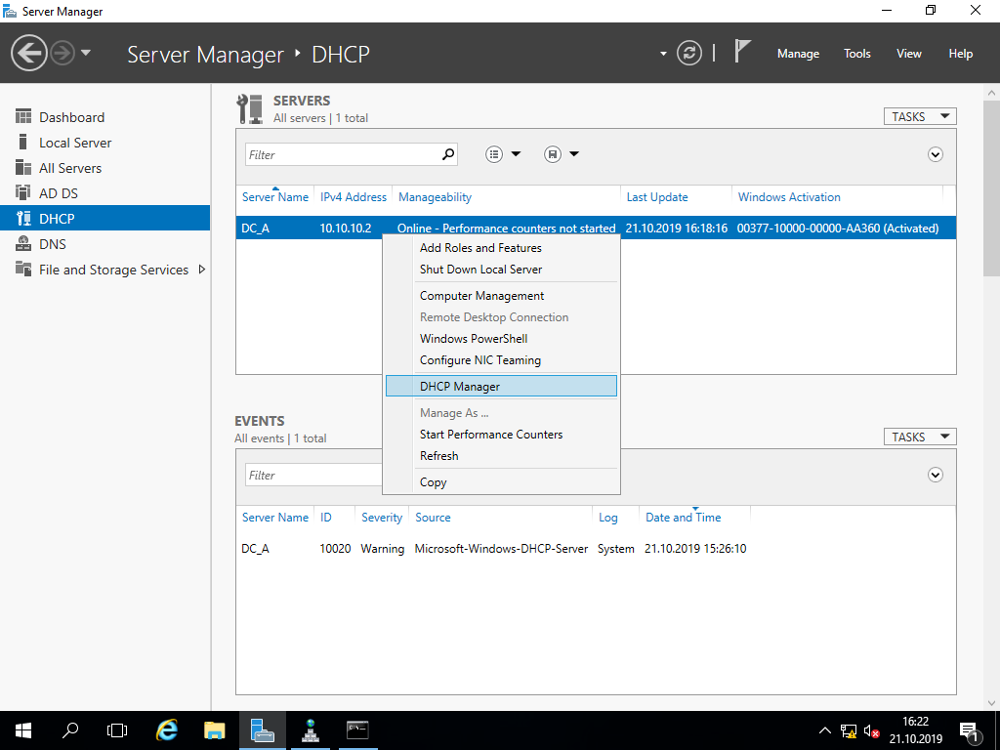 Server Manager
Server Manager ‣ DHCP
Manage Tools View Help
Dashboard
Local Server
All Servers
AD DS
DHCP
DNS
File and Storage Services
SERVERS
All servers | 1 total
TASKS
Filter
Server Name IPv4 Address Manageability Last Update Windows Activation
DC_A 10.10.10.2 Online - Performance counters not started 21.10.2019 16:18:16 00377-10000-00000-AA360 (Activated)
Add Roles and Features
Shut Down Local Server
Computer Management
Remote Desktop Connection
Windows PowerShell
Configure NIC Teaming
DHCP Manager
Manage As ...
Start Performance Counters
Refresh
Copy
EVENTS
All events | 1 total
TASKS
Filter
Server Name ID Severity Source Log Date and Time
DC_A 10020 Warning Microsoft-Windows-DHCP-Server System 21.10.2019 15:26:10
16:22
21.10.2019
1